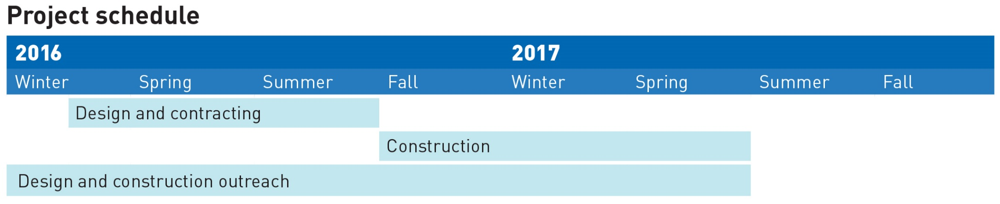 Project schedule
2016 2017
Winter Spring Summer Fall Winter Spring Summer Fall
Design and contracting
Construction
Design and construction outreach